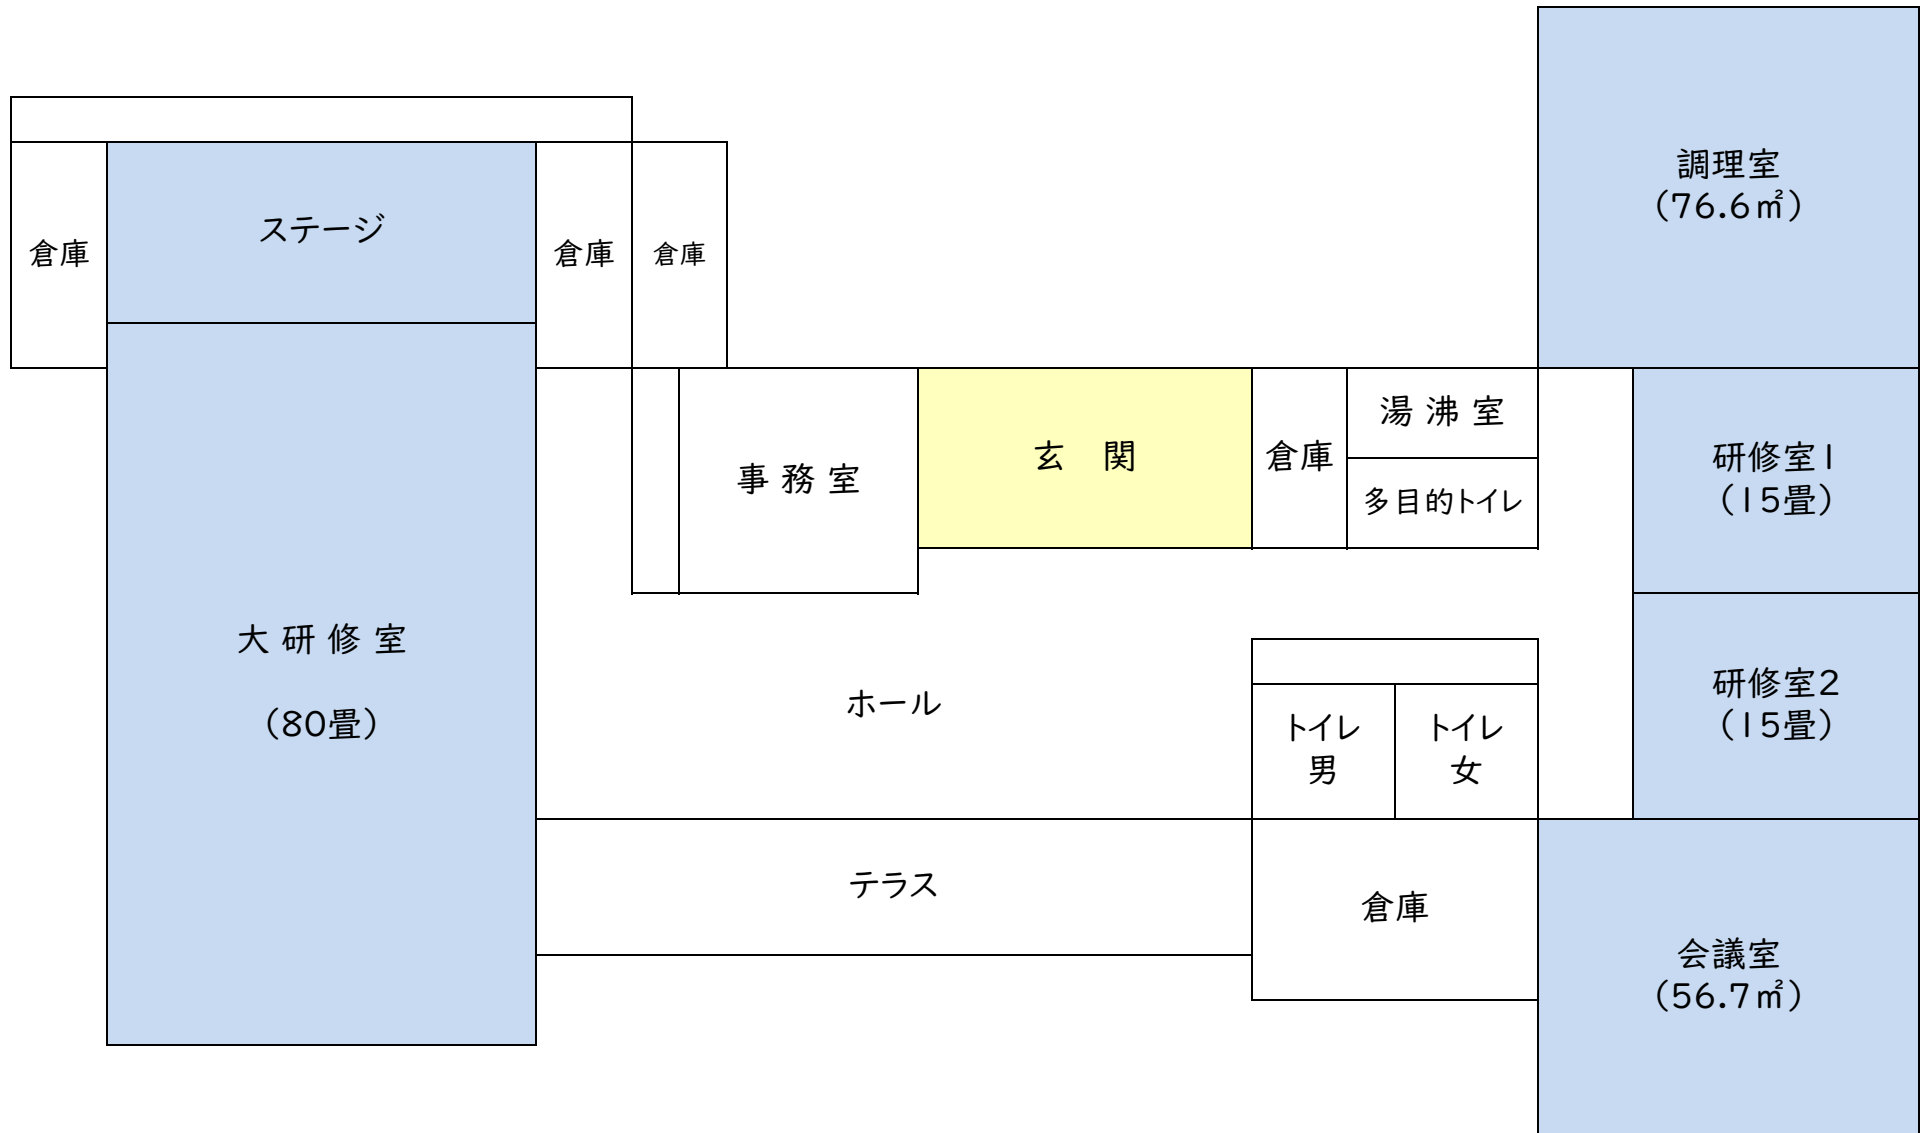 調理室
(76.6㎡)
ステージ
倉庫
倉庫
倉庫
湯沸室
玄　関
倉庫
事務室
多目的トイレ
研修室1
(15畳)
大研修室
(80畳)
ホール
トイレ
男
トイレ
女
研修室2
(15畳)
テラス
倉庫
会議室
(56.7㎡)